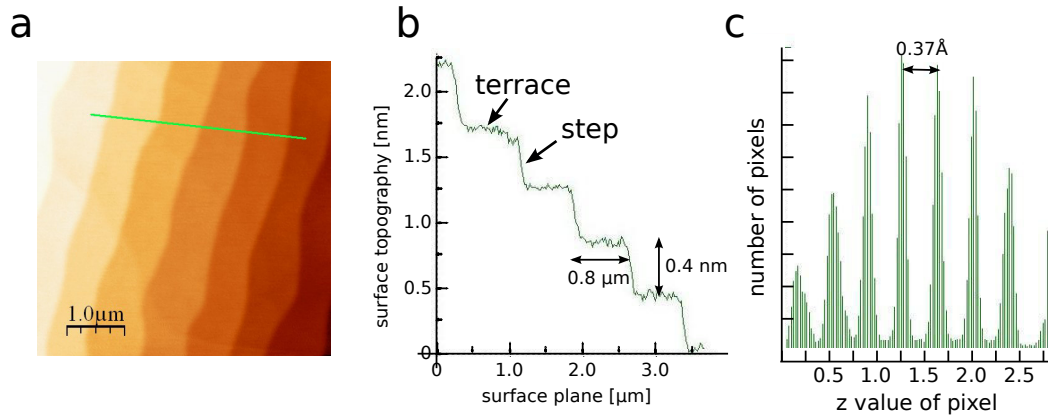 a
1.0µm
b
surface topography [nm]
2.0
1.5
1.0
0.5
0
terrace
step
0.8 µm
0.4 nm
0
1.0
2.0
3.0
surface plane [µm]
c
number of pixels
0.37Å
0.5
1.0
1.5
2.0
2.5
z value of pixel